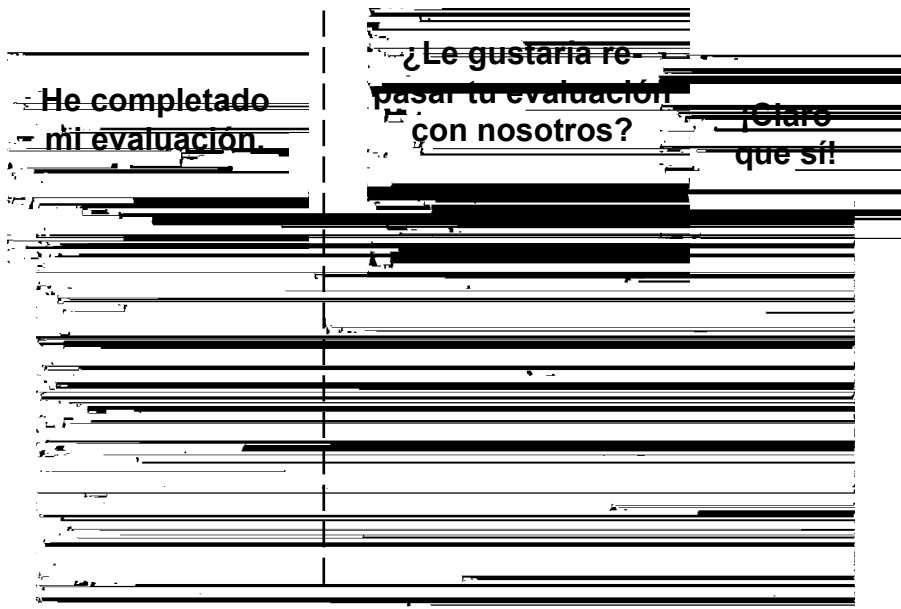 He completado
mi evaluación.
¿Le gustaría re-
pasar tu evaluación
con nosotros?
¡Claro
que sí!